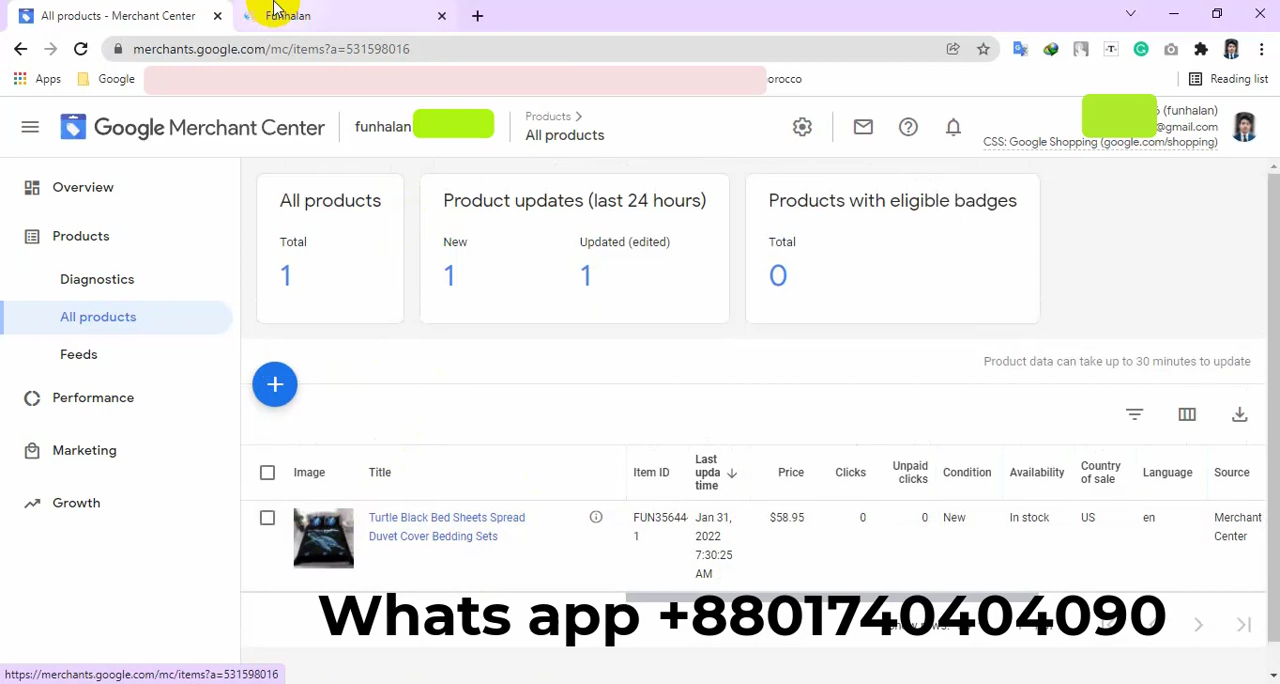 All products - Merchant Center
Funhalan
merchants.google.com/mc/items?a=531598016
Apps
Google
orocco
Reading list
Google Merchant Center
funhalan
Products
All products
(funhalan)
@gmail.com
CSS: Google Shopping (google.com/shopping)
Overview
Products
Diagnostics
All products
Feeds
Performance
Marketing
Growth
All products
Total
1
Product updates (last 24 hours)
New
1
Updated (edited)
1
Products with eligible badges
Total
0
Product data can take up to 30 minutes to update
Image
Title
Item ID
Last
upda
time
Price
Clicks
Unpaid
clicks
Condition
Availability
Country
of sale
Language
Source
Turtle Black Bed Sheets Spread
Duvet Cover Bedding Sets
FUN35644
1
Jan 31,
2022
7:30:25
AM
$58.95
0
0
New
In stock
US
en
Merchant
Center
Whats app +8801740404090
https://merchants.google.com/mc/items?a=531598016